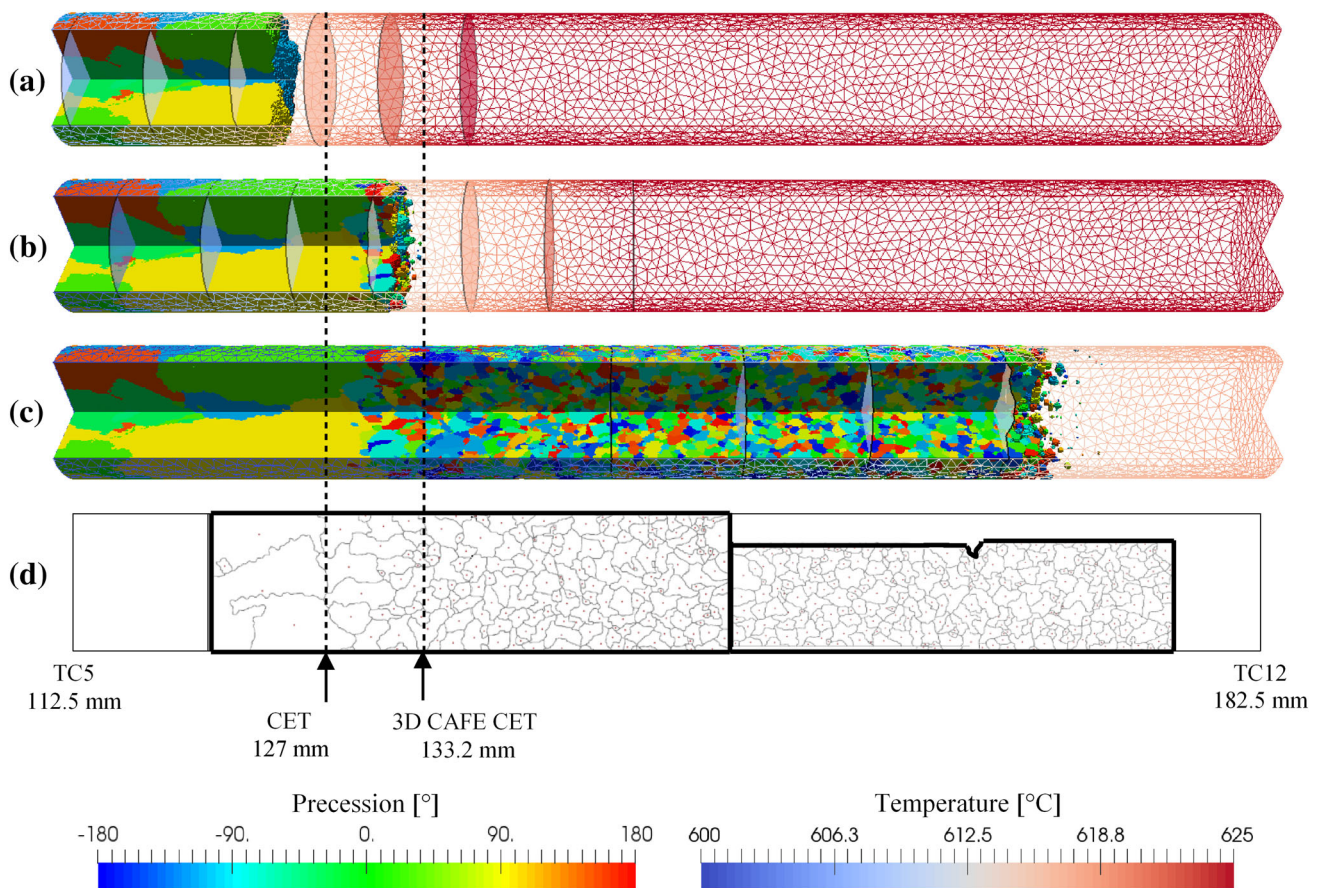 (a)
(b)
(c)
(d)
TC5
112.5 mm
TC12
182.5 mm
CET
127 mm
3D CAFE CET
133.2 mm
Precession [°]
-180 -90. 0. 90. 180
Temperature [°C]
600 606.3 612.5 618.8 625